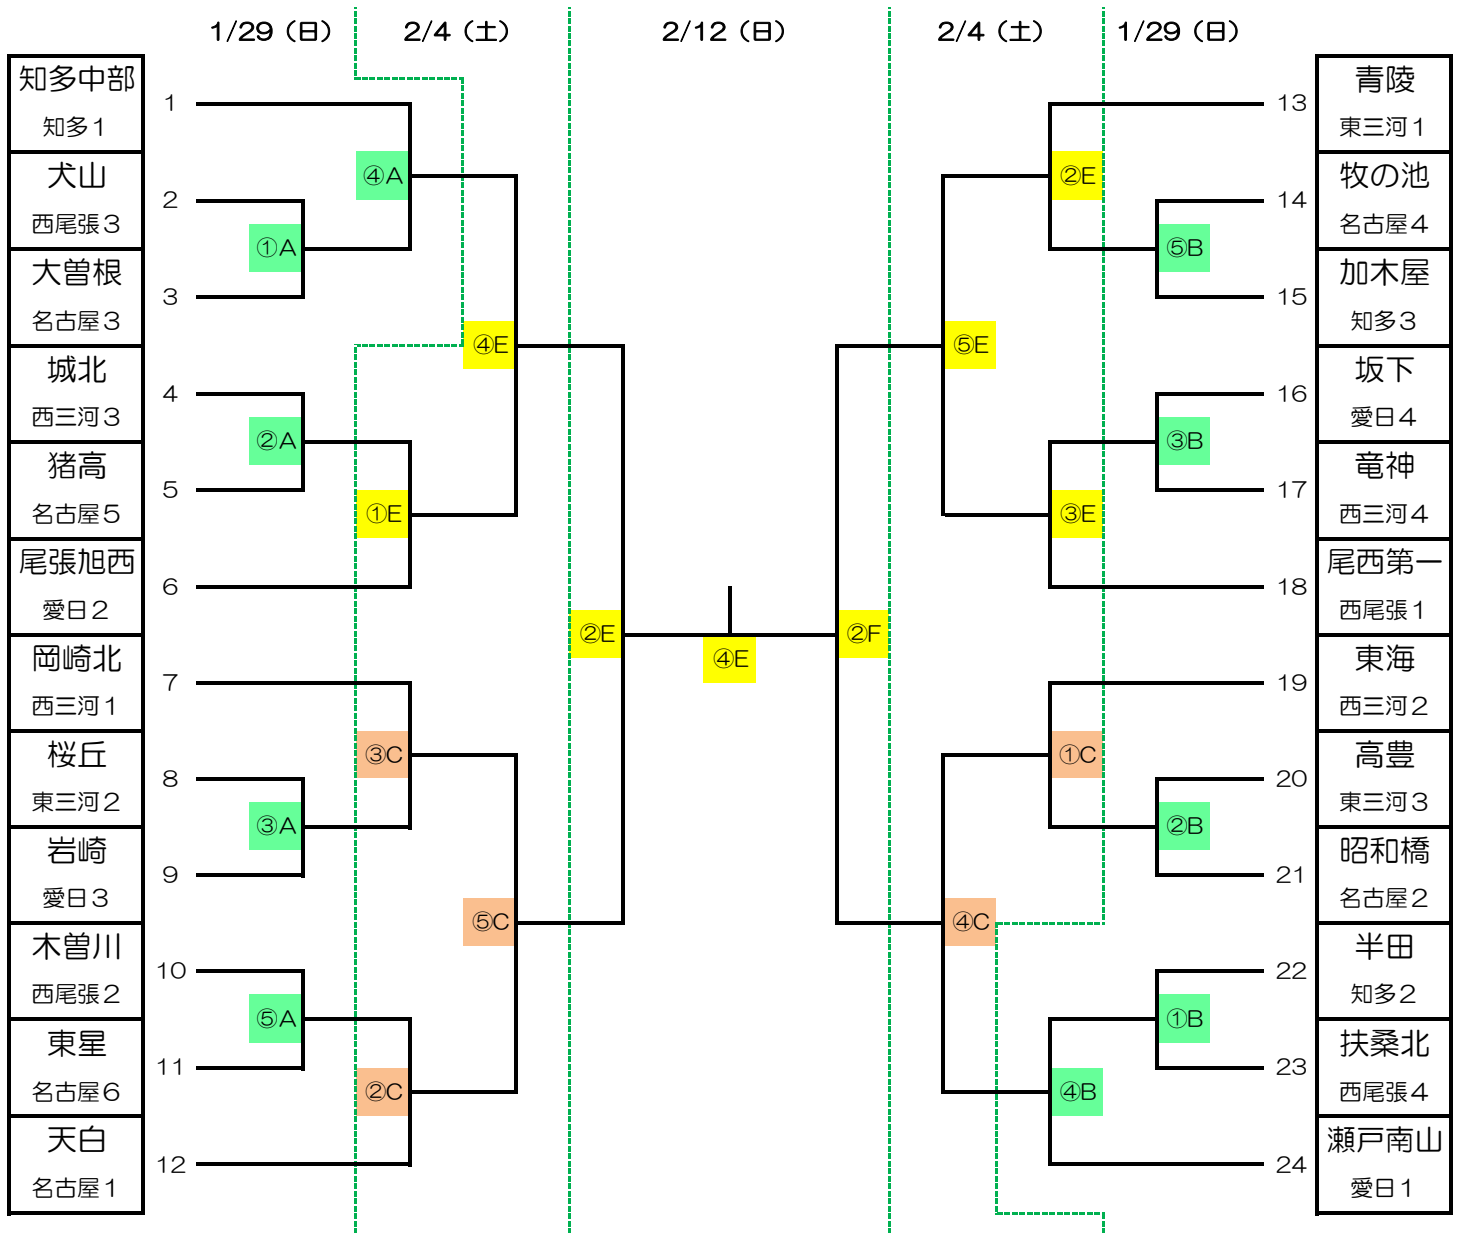 1/29（日） 2/4（土） 2/12（日） 2/4（土） 1/29（日）
知多中部
知多１
1
犬山
西尾張３
2
大曽根
名古屋３
3
城北
西三河３
4
猪高
名古屋５
5
尾張旭西
愛日２
6
岡崎北
西三河１
7
桜丘
東三河２
8
岩崎
愛日３
9
木曽川
西尾張２
10
東星
名古屋６
11
天白
名古屋１
12
①A
②A
③A
⑤A
④A
①E
③C
②C
④E
⑤C
②E
④E
②F
⑤E
④C
②E
③E
①C
④B
⑤B
③B
②B
①B
13
青陵
東三河１
14
牧の池
名古屋４
15
加木屋
知多３
16
坂下
愛日４
17
竜神
西三河４
18
尾西第一
西尾張１
19
東海
西三河２
20
高豊
東三河３
21
昭和橋
名古屋２
22
半田
知多２
23
扶桑北
西尾張４
24
瀬戸南山
愛日１